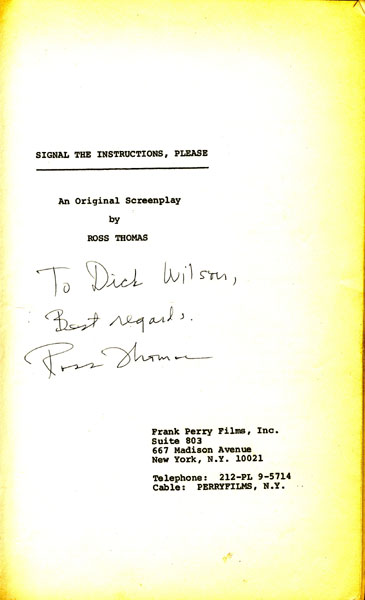 SIGNAL THE INSTRUCTIONS, PLEASE
An Original Screenplay
by
ROSS THOMAS
To Dick Wilson,
Best regards.
Ross Thomas
Frank Perry Films, Inc.
Suite 803
667 Madison Avenue
New York, N.Y. 10021
Telephone: 212-PL 9-5714
Cable: PERRYFILMS, N.Y.